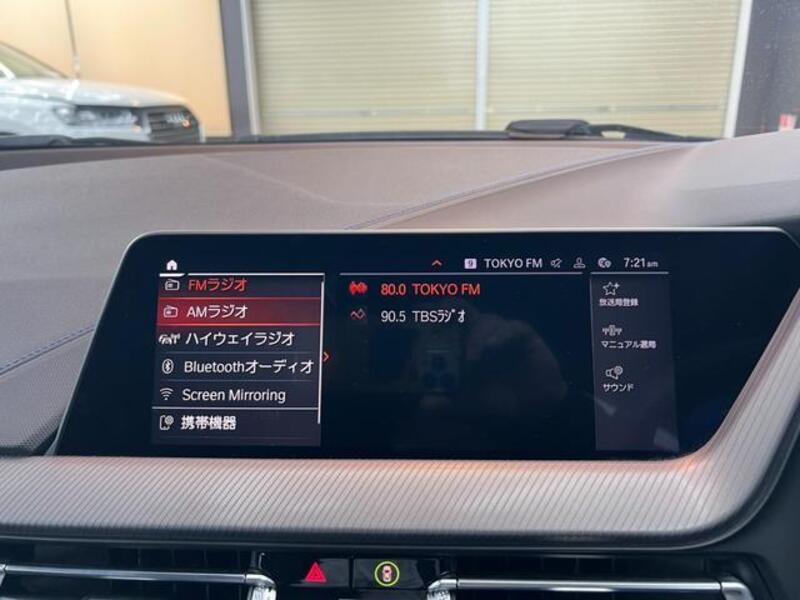 9 TOKYO FM 7:21am
FMラジオ
AMラジオ
ハイウェイラジオ
Bluetoothオーディオ
Screen Mirroring
携帯機器
80.0 TOKYO FM
90.5 TBSﾗｼﾞｵ
放送局登録
マニュアル選局
サウンド